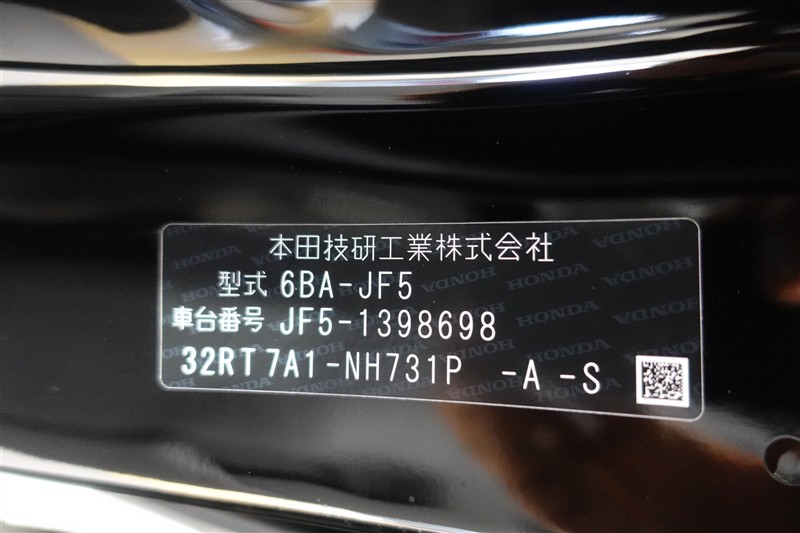 本田技研工業株式会社
型式 6BA-JF5
車台番号 JF5-1398698
32RT7A1-NH731P -A -S